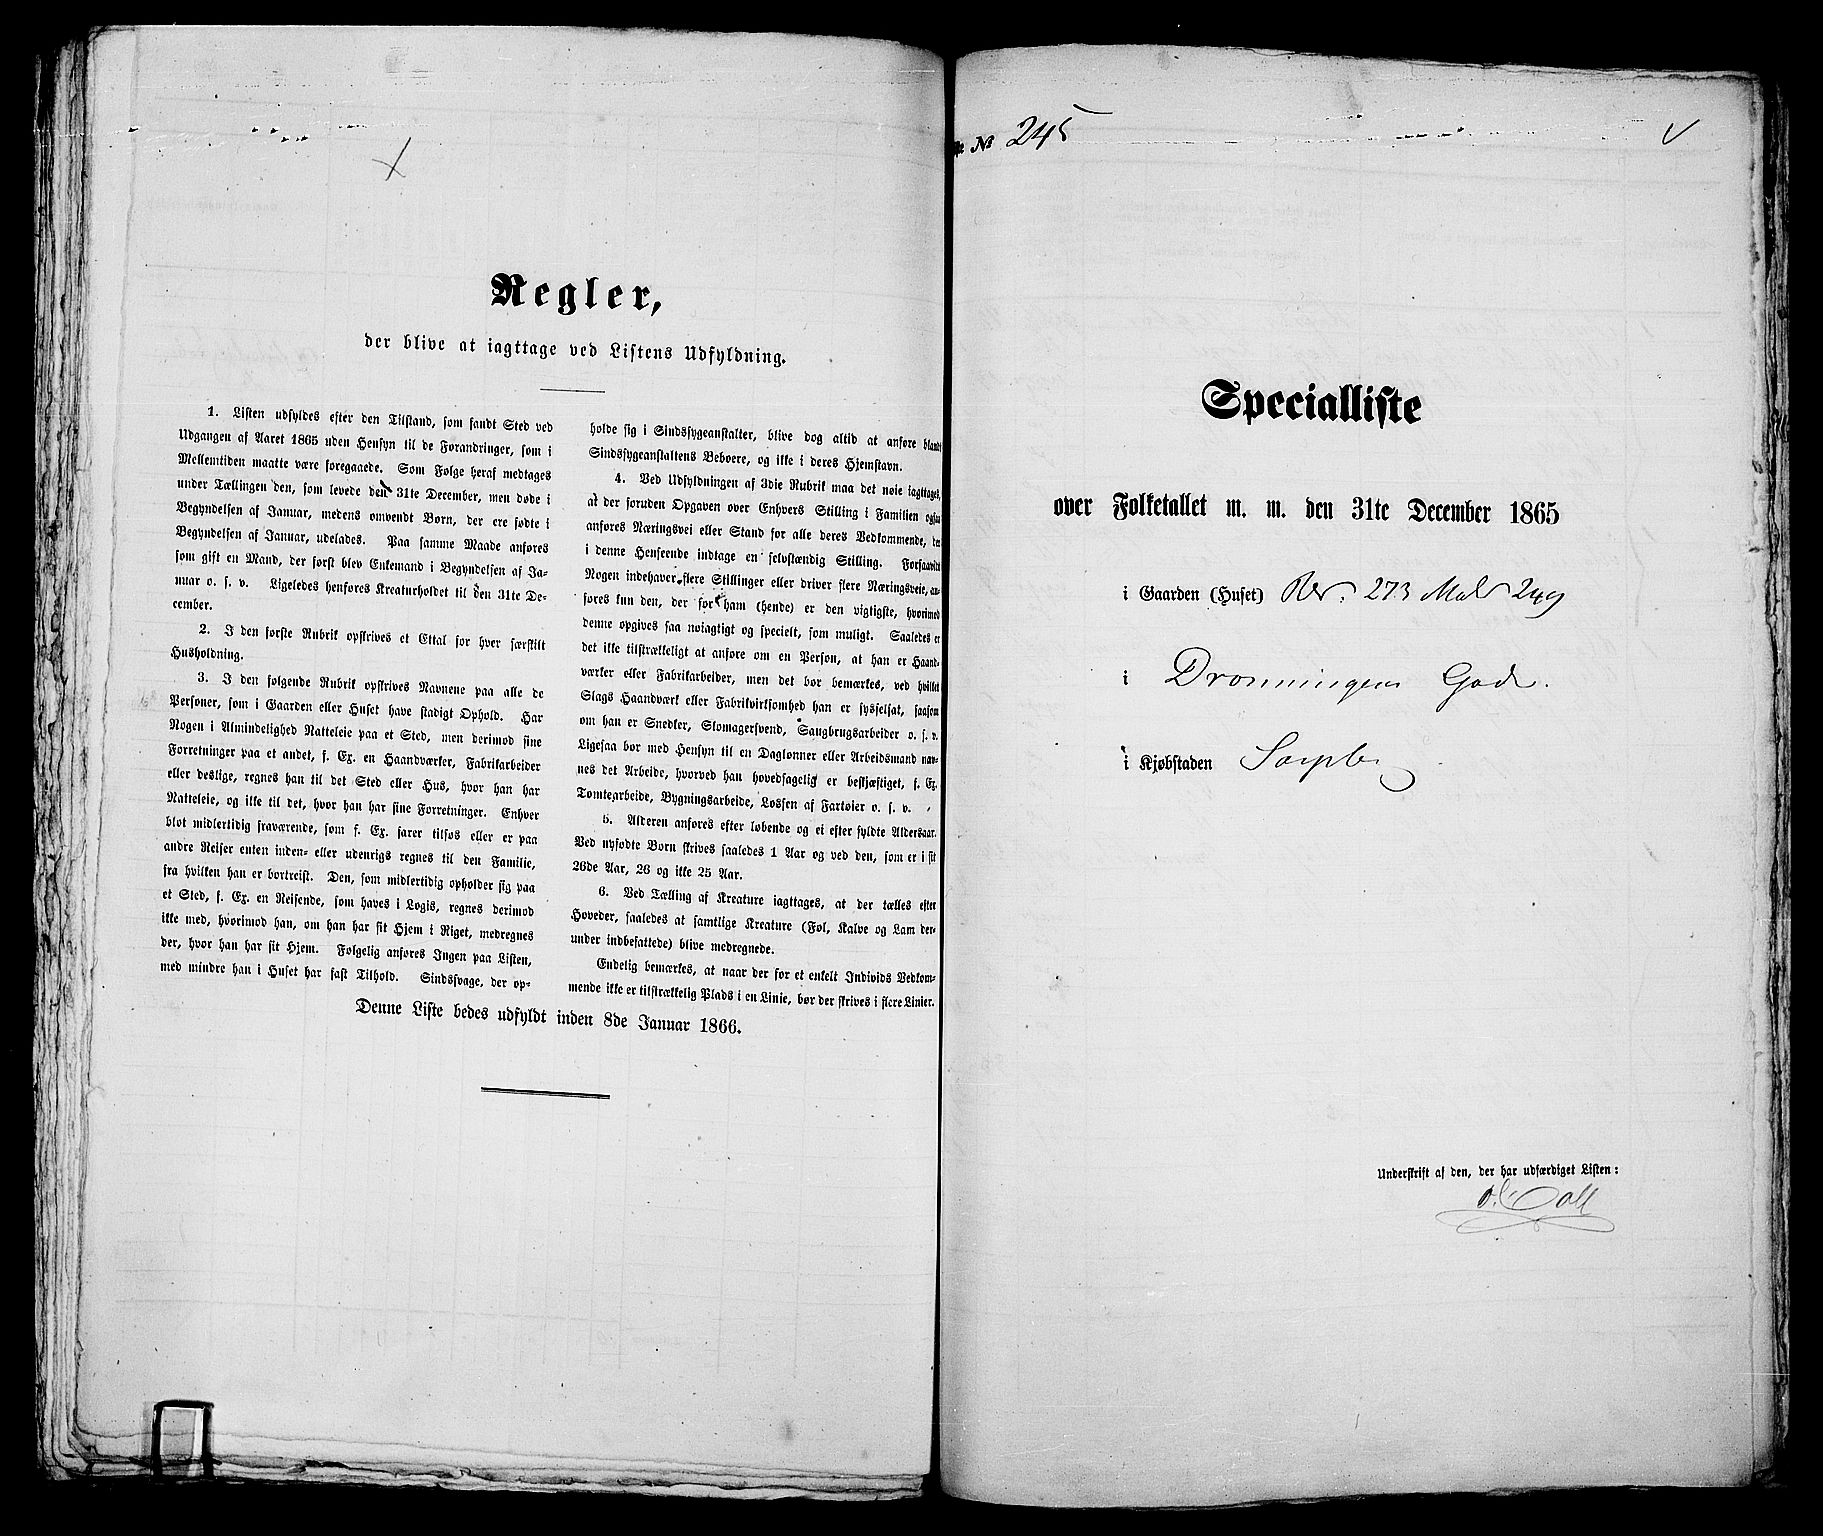 Regler,
der blive at iagttage ved Listens Udfyldning.
1. Listen udfyldes efter den Tilstand, som fandt Sted ved
Udgangen af Aaret 1865 uden Hensyn til de Forandringer, som i
Mellemtiden maatte være foregaaede. Som Følge heraf medtages
under Tællingen den, som levede den 31te December, men døde i
Begyndelsen af Januar, medens omvendt Børn, der ere fødte i
Begyndelsen af Januar, udelades. Paa samme Maade anføres
som gift en Mand, der først blev Enkemand i Begyndelsen af Ja-
nuar o. s. v. Ligeledes henføres Kreaturholdet til den 31te De-
cember.
2. I den første Rubrik opskrives et Ettal for hver særskilt
Husholdning.
3. I den følgende Rubrik opskrives Navnene paa alle de
Personer, som i Gaarden eller Huset have stadigt Ophold. Har
Nogen i Almindelighed Natteleie paa et Sted, men derimod sine
Forretninger paa et andet, f. Ex. en Haandværker, Fabrikarbeider
eller deslige, regnes han til det Sted eller Hus, hvor han har
Natteleie, og ikke til det, hvor han har sine Forretninger. Enhver
blot midlertidig fraværende, som f. Ex. farer tilsøs eller er paa
andre Reiser enten inden- eller udenrigs regnes til den Familie,
fra hvilken han er bortreist. Den, som midlertidig opholder sig paa
et Sted, f. Ex. en Reisende, som haves i Logis, regnes derimod
ikke med, hvorimod han, om han har sit Hjem i Riget, medregnes
der, hvor han har sit Hjem. Følgelig anføres Ingen paa Listen,
med mindre han i Huset har fast Tilhold. Sindssvage, der op-
holde sig i Sindssygeanstalter, blive dog altid at anføre blandt
Sindssygeanstaltens Beboere, og ikke i deres Hjemstavn.
4. Ved Udfyldningen af 3die Rubrik maa det nøie iagttages,
at der foruden Opgaven over Enhvers Stilling i Familien ogsaa
anføres Næringsvei eller Stand for alle deres Vedkommende, der
i denne Henseende indtage en selvstændig Stilling. Forsaavidt
Nogen indehaver flere Stillinger eller driver flere Næringsveie, an-
føres kun den, der for ham (hende) er den vigtigste, hvorimod
denne opgives saa nøiagtigt og specielt, som muligt. Saaledes er
det ikke tilstrækkeligt at anføre om en Person, at han er Haand-
værker eller Fabrikarbeider, men det bør bemærkes, ved hvilket
Slags Haandværk eller Fabrikvirksomhed han er sysselsat, saasom
om han er Snedker, Skomagersvend, Saugbrugsarbeider o. s. v.
Ligesaa bør med Hensyn til en Daglønner eller Arbeidsmand nav-
nes det Arbeide, hvorved han hovedsagelig er beskjæftiget, f. Ex.
Tomtearbeide, Bygningsarbeide, Lossen af Fartøier o. s. v.
5. Alderen anføres efter løbende og ei efter fyldte Aldersaar.
Ved nyfødte Børn skrives saaledes 1 Aar og ved den, som er i sit
26de Aar, 26 og ikke 25 Aar.
6. Ved Tælling af Kreature iagttages, at der tælles efter
Hoveder, saaledes at samtlige Kreature (Føl, Kalve og Lam der-
under indbefattede) blive medregnede.
Endelig bemærkes, at naar der for et enkelt Individs Vedkom-
mende ikke er tilstrækkelig Plads i en Linie, bør der skrives i flere Linier.
Denne Liste bedes udfyldt inden 8de Januar 1866.
№ 245
Specialliste
over Folketallet m. m. den 31te December 1865
i Gaarden (Huset) No. 273 Matr 249
i Dronningens Gade.
i Kjøbstaden Sarpsborg
Underskrift af den, der har udfærdiget Listen: